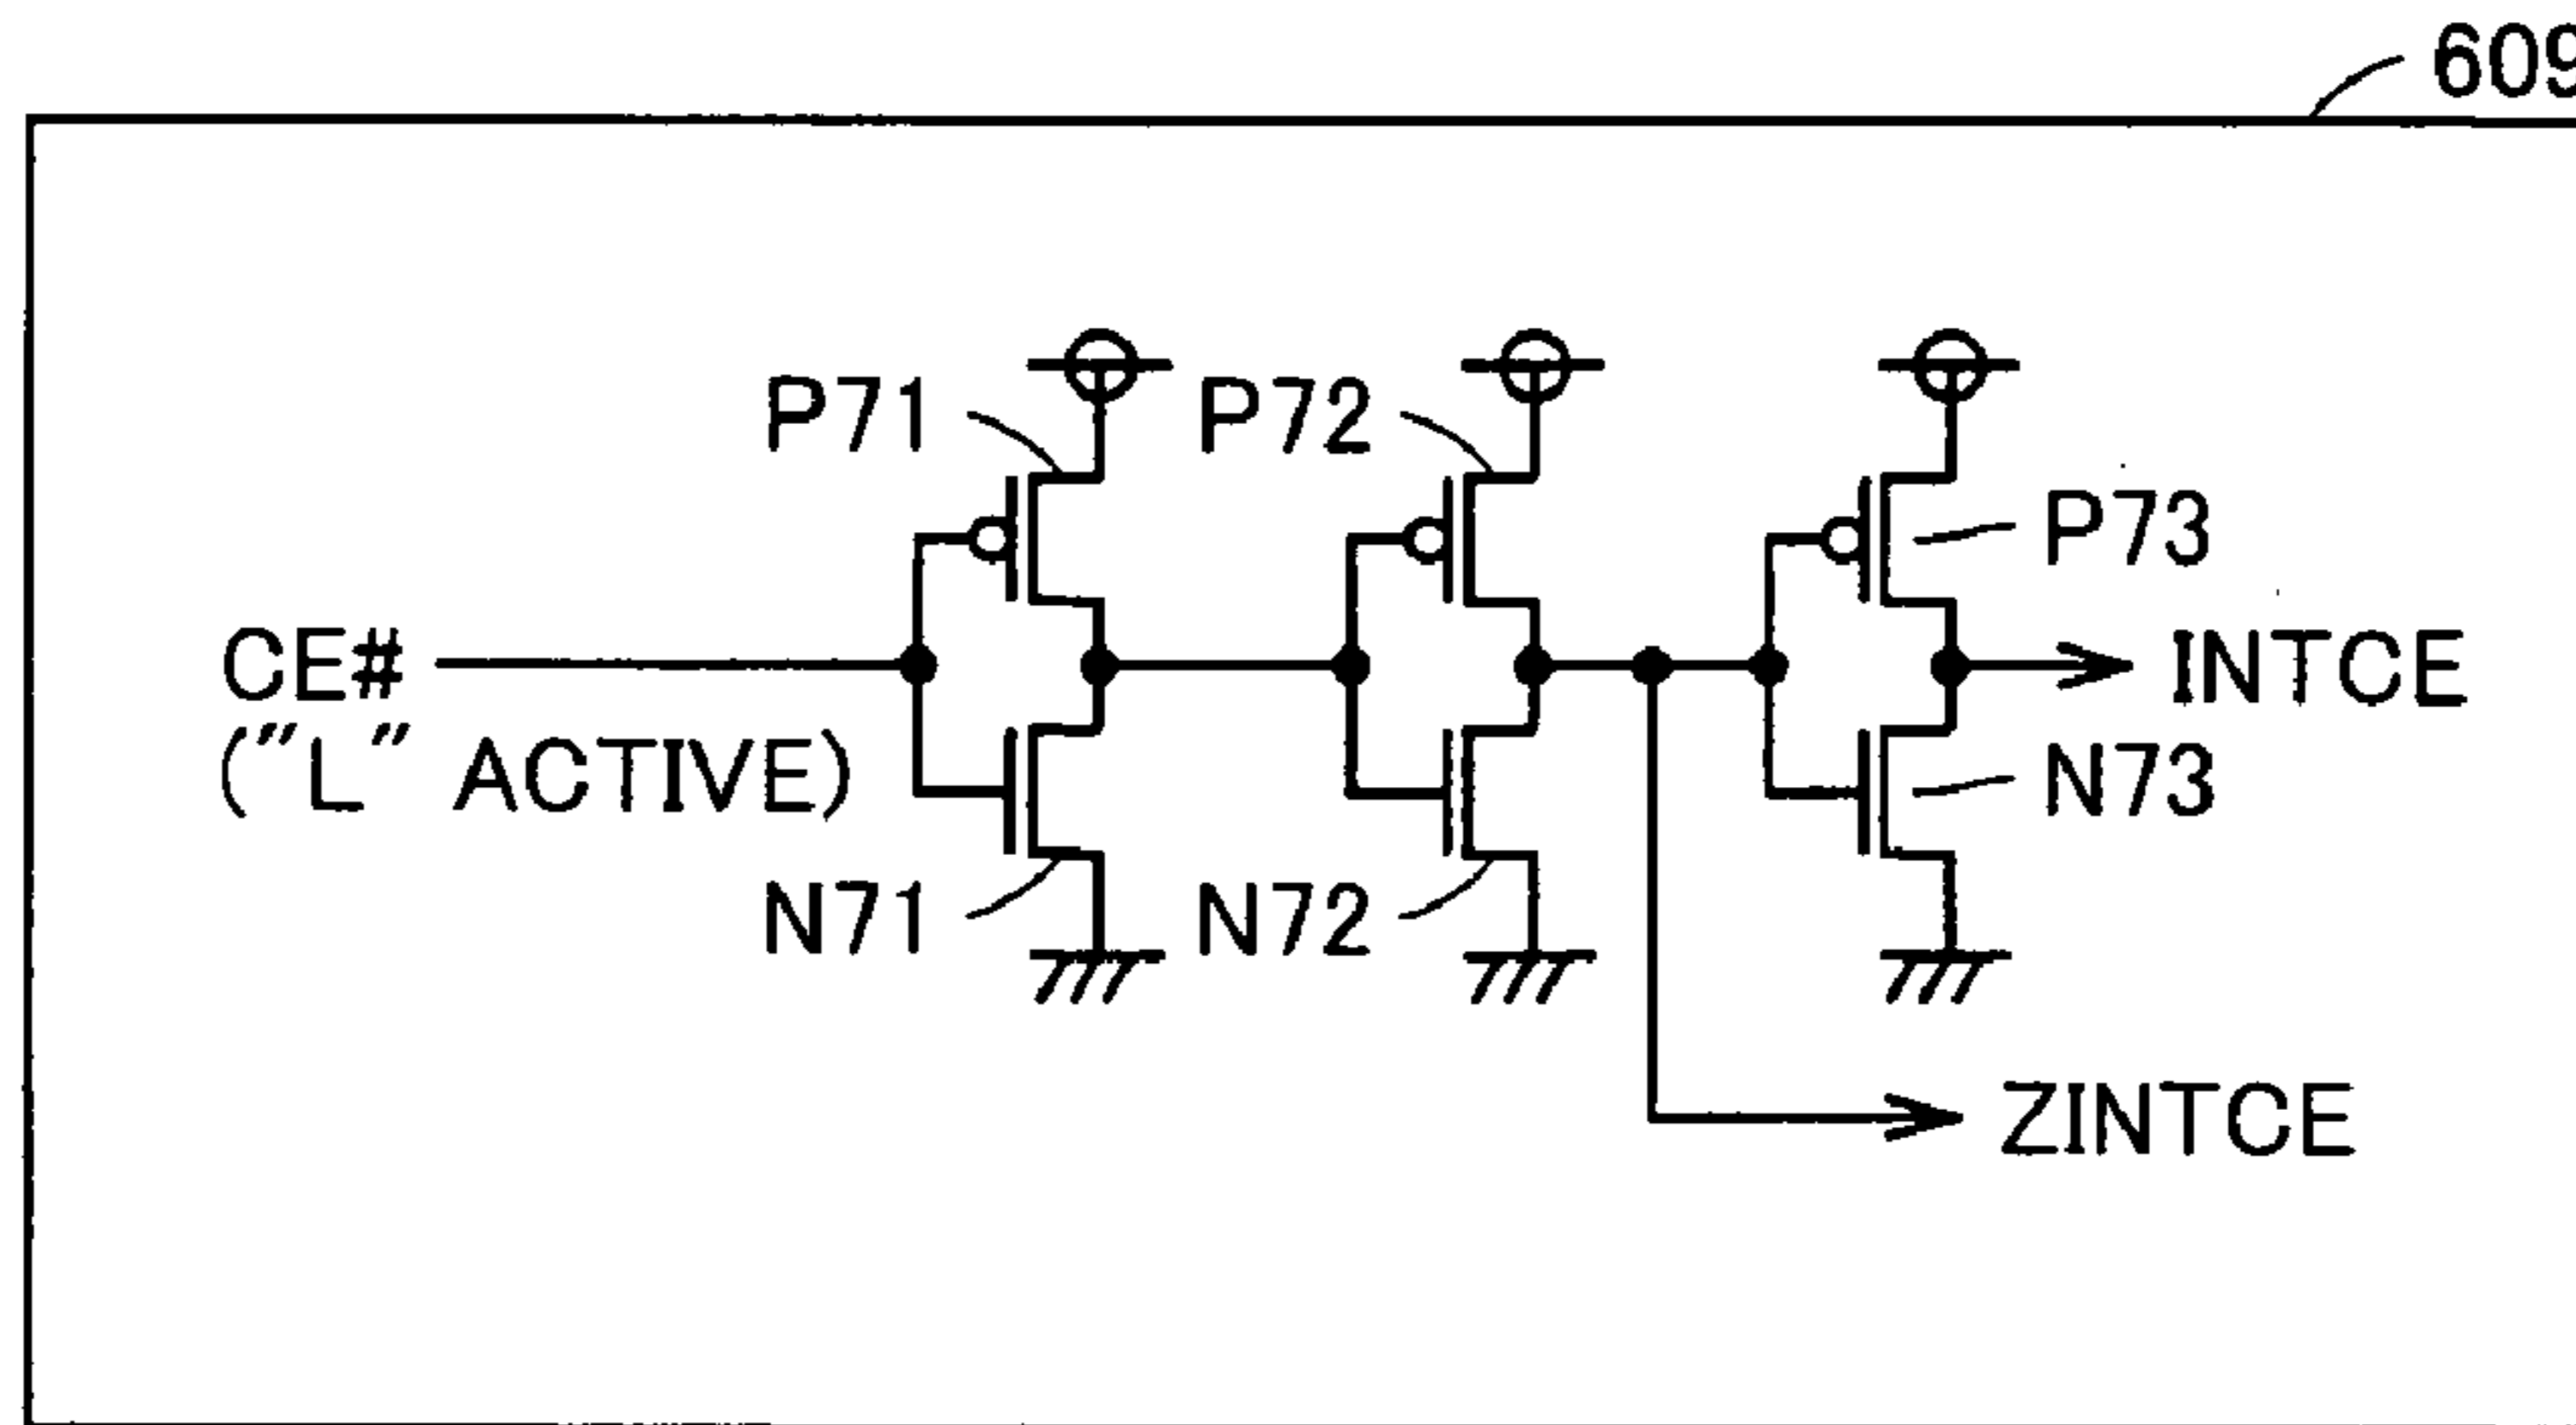 609
P71
P72
P73
CE#
("L" ACTIVE)
INTCE
N71
N72
N73
ZINTCE